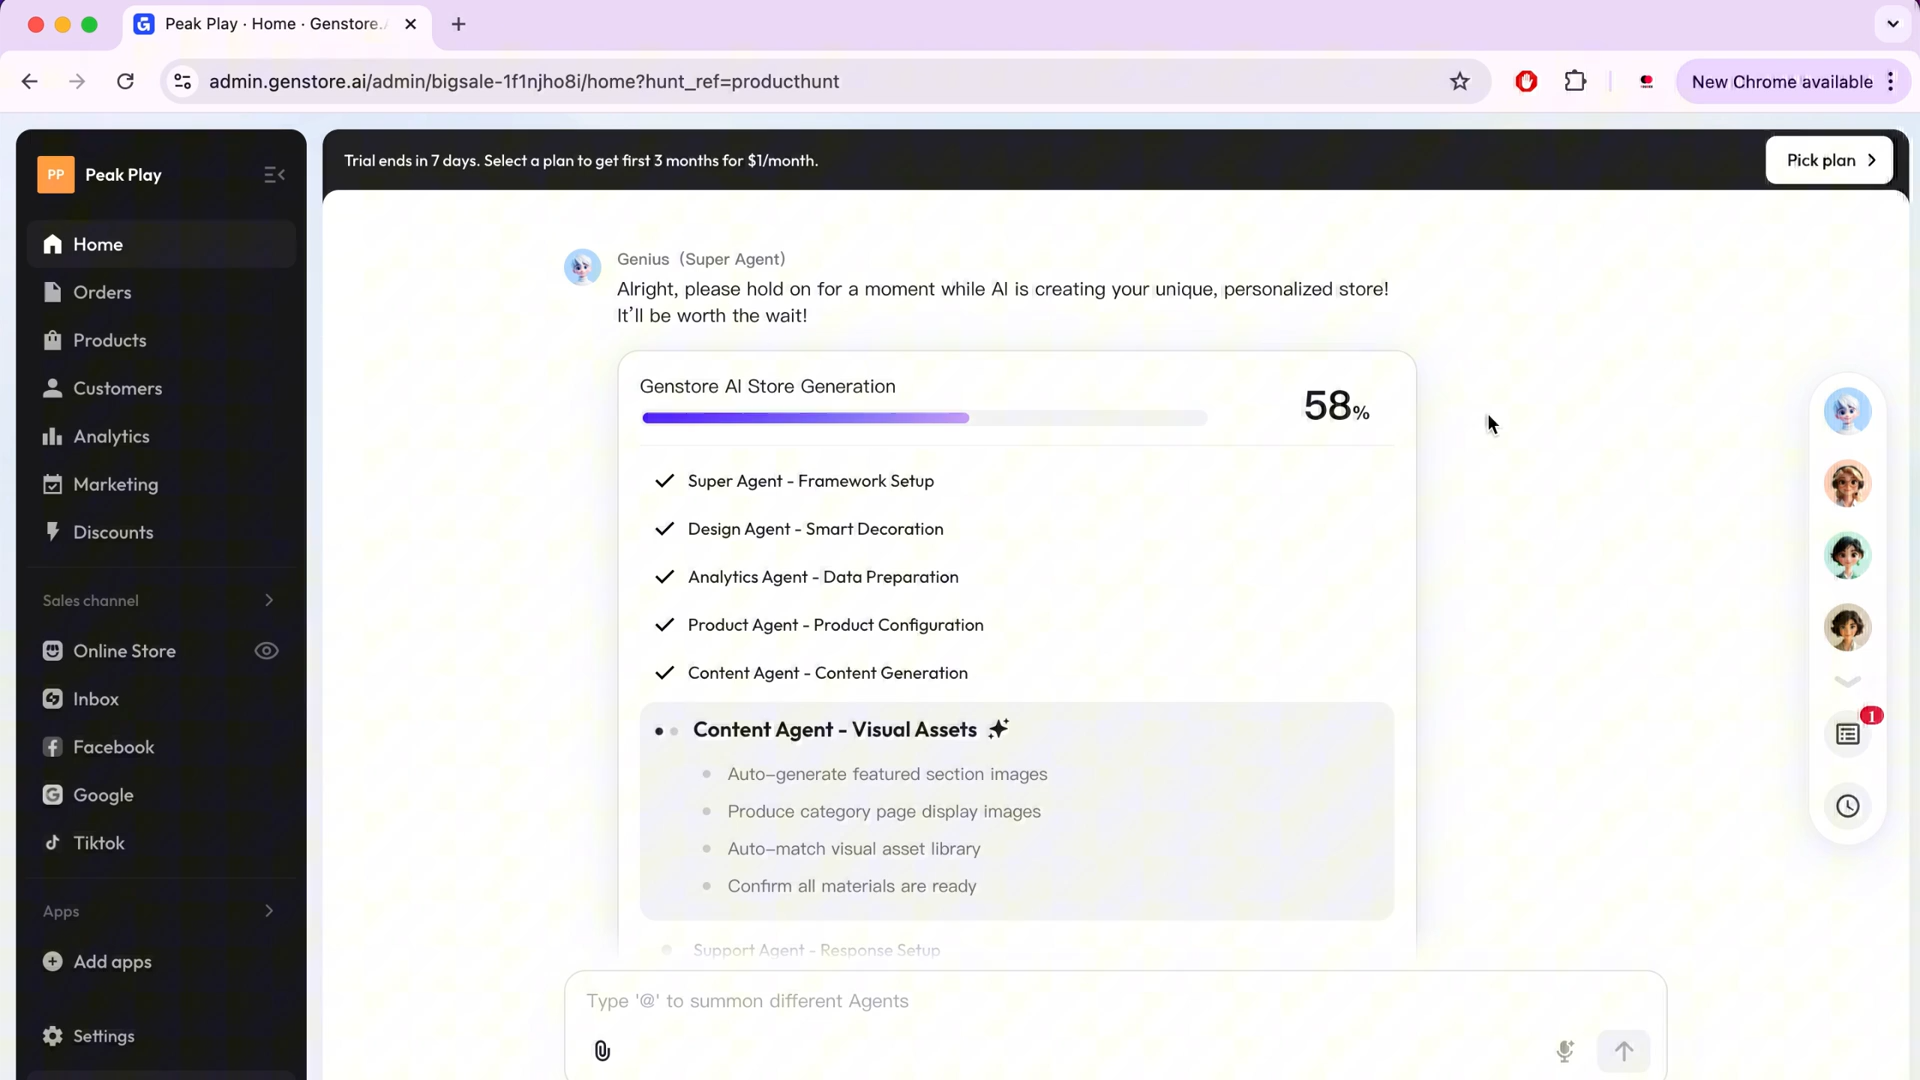 Peak Play · Home · Genstore.
admin.genstore.ai/admin/bigsale-1f1njho8i/home?hunt_ref=producthunt
New Chrome available
PP Peak Play
Home
Orders
Products
Customers
Analytics
Marketing
Discounts
Sales channel
Online Store
Inbox
Facebook
Google
Tiktok
Apps
Add apps
Settings
Trial ends in 7 days. Select a plan to get first 3 months for $1/month.
Pick plan
Genius (Super Agent)
Alright, please hold on for a moment while AI is creating your unique, personalized store!
It'll be worth the wait!
Genstore AI Store Generation
58%
Super Agent - Framework Setup
Design Agent - Smart Decoration
Analytics Agent - Data Preparation
Product Agent - Product Configuration
Content Agent - Content Generation
Content Agent - Visual Assets
Auto-generate featured section images
Produce category page display images
Auto-match visual asset library
Confirm all materials are ready
Support Agent - Response Setup
Type '@' to summon different Agents
1